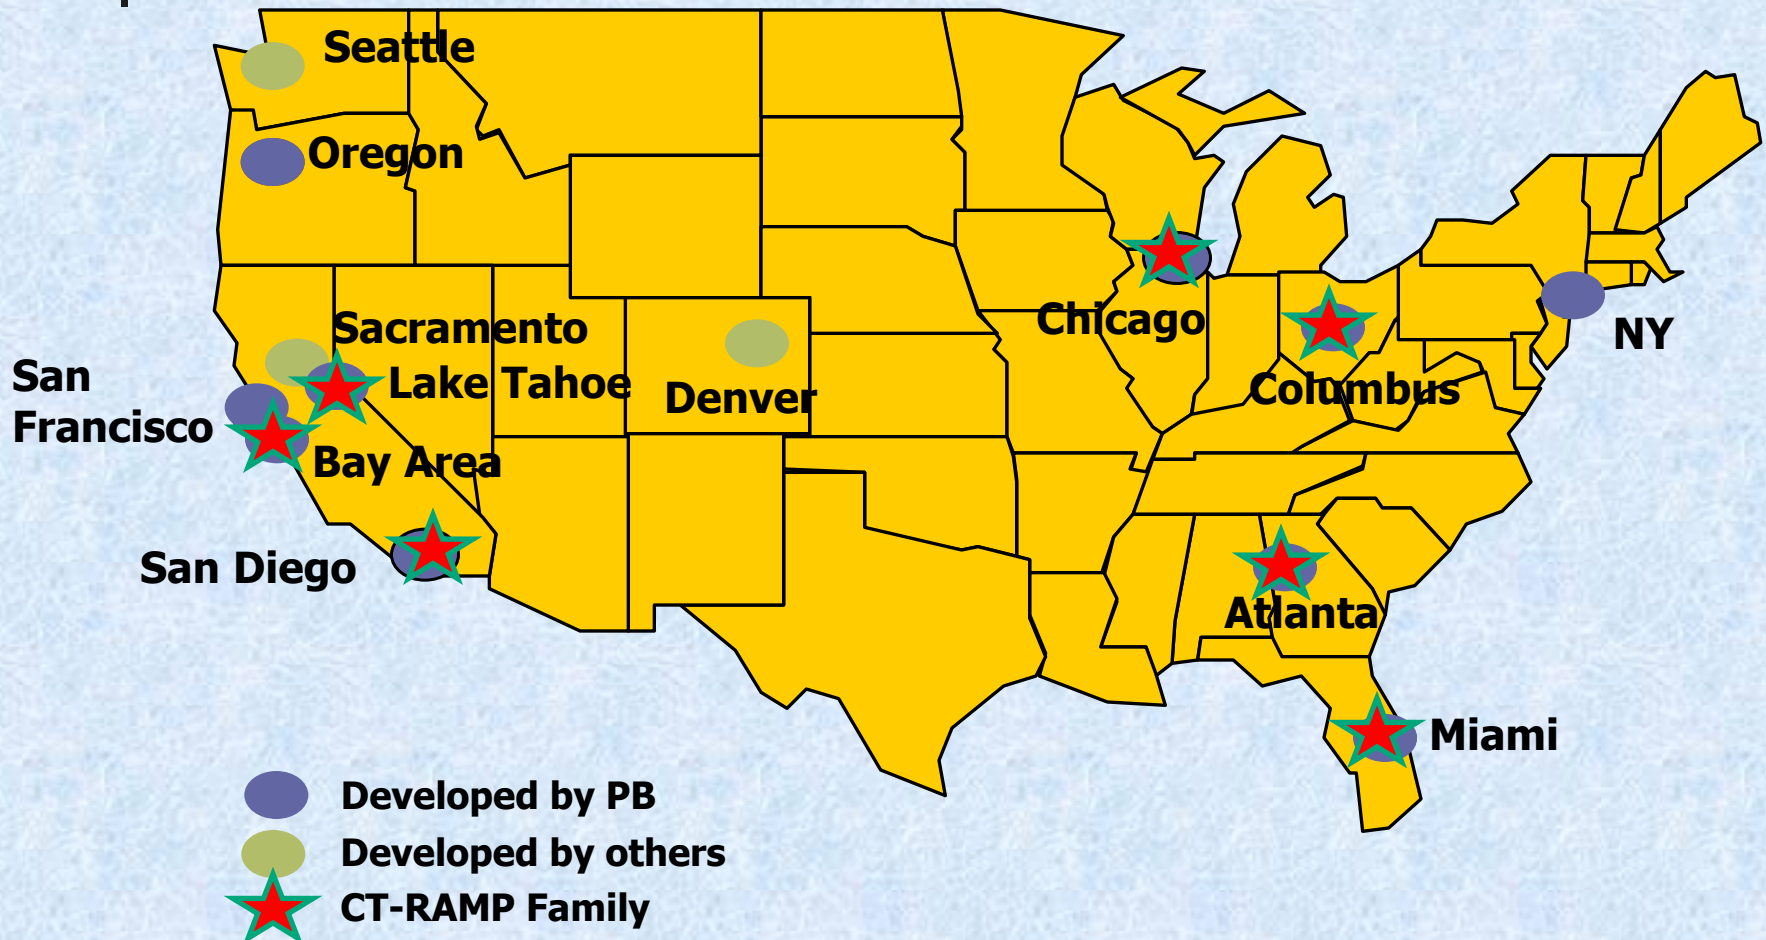 Seattle
Oregon
Sacramento
Lake Tahoe
San
Francisco
Bay Area
San Diego
Denver
Chicago
Columbus
NY
Atlanta
Miami
Developed by PB
Developed by others
CT-RAMP Family